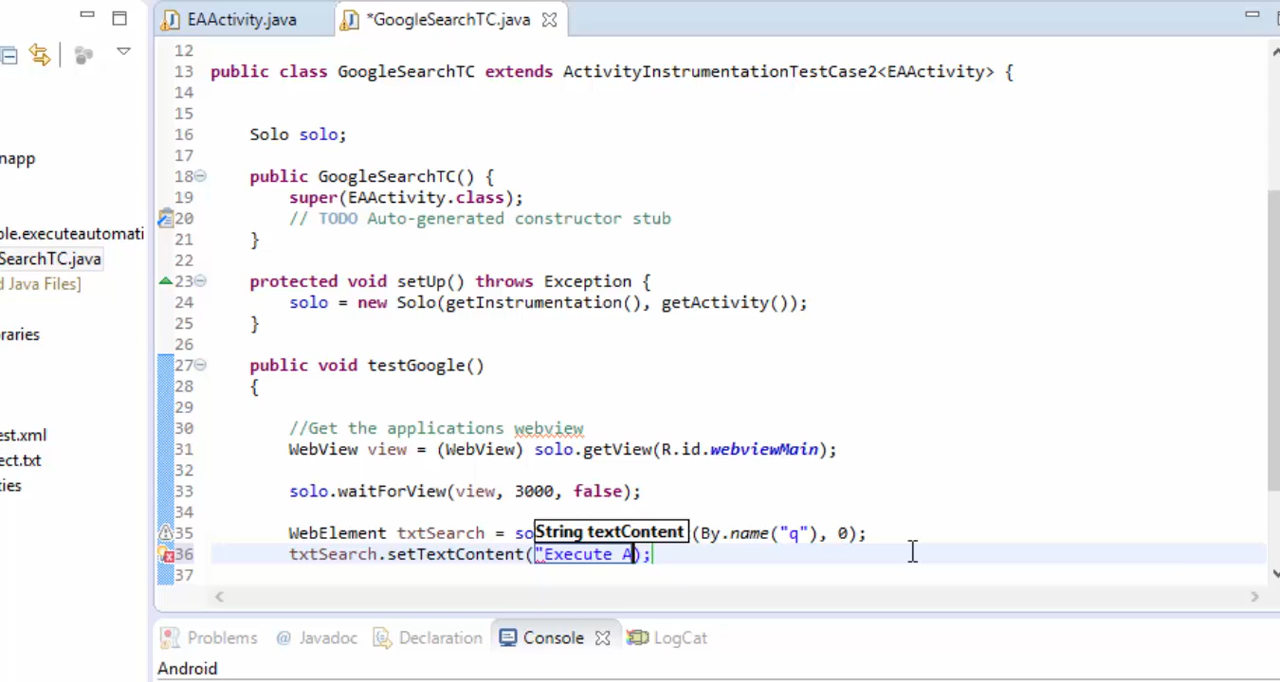 EAActivity.java
*GoogleSearchTC.java
12
13 public class GoogleSearchTC extends ActivityInstrumentationTestCase2<EAActivity> {
14
15
16 Solo solo;
17
18 public GoogleSearchTC() {
19 super(EAActivity.class);
20 // TODO Auto-generated constructor stub
21 }
22
23 protected void setUp() throws Exception {
24 solo = new Solo(getInstrumentation(), getActivity());
25 }
26
27 public void testGoogle()
28 {
29
30 //Get the applications webview
31 WebView view = (WebView) solo.getView(R.id.webviewMain);
32
33 solo.waitForView(view, 3000, false);
34
35 WebElement txtSearch = so String textContent (By.name("q"), 0);
36 txtSearch.setTextContent("Execute A);
37
napp
ple.executeautomati
SearchTC.java
d Java Files]
raries
est.xml
ect.txt
ties
Problems @ Javadoc Declaration Console LogCat
Android